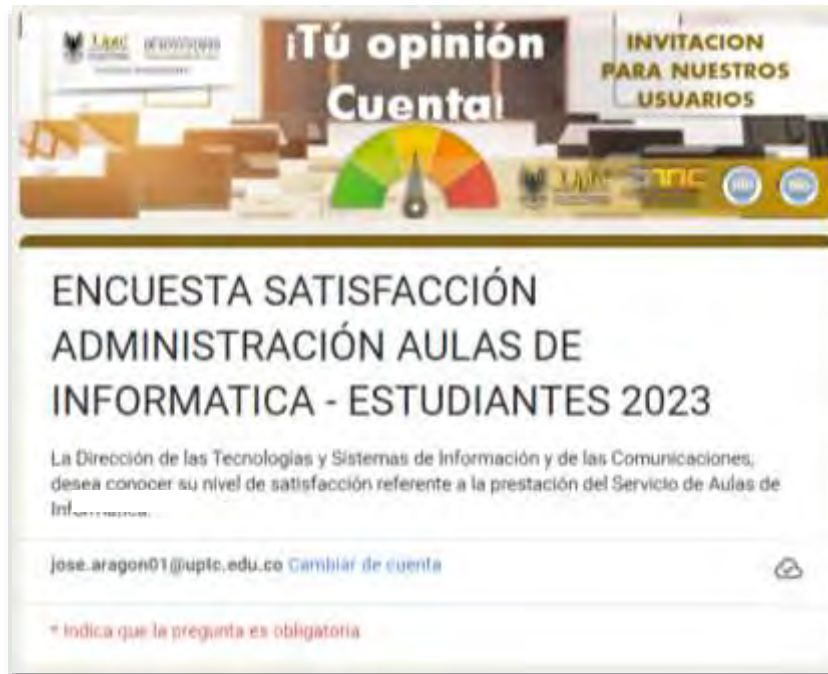 Uptc
¡Tú opinión
Cuenta!
INVITACION
PARA NUESTROS
USUARIOS
Uptc
ENCUESTA SATISFACCIÓN
ADMINISTRACIÓN AULAS DE
INFORMATICA - ESTUDIANTES 2023
La Dirección de las Tecnologías y Sistemas de Información y de las Comunicaciones,
desea conocer su nivel de satisfacción referente a la prestación del Servicio de Aulas de
jose.aragon01@uptc.edu.co Cambiar de cuenta
* Indica que la pregunta es obligatoria